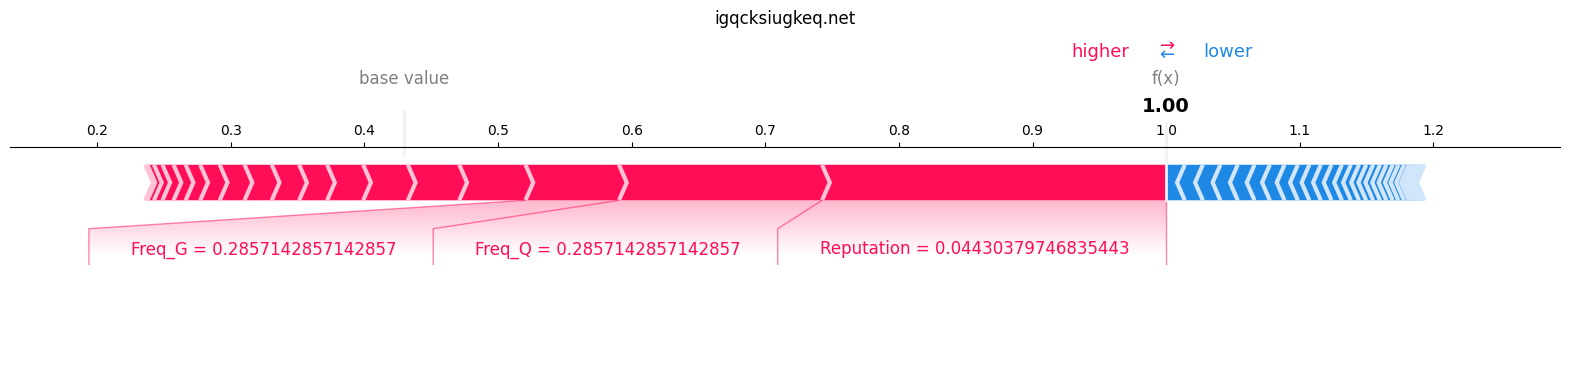 igqcksiugkeq.net
higher ⇄ lower
base value f(x)
1.00
0.2 0.3 0.4 0.5 0.6 0.7 0.8 0.9 1.0 1.1 1.2
Freq_G = 0.2857142857142857 Freq_Q = 0.2857142857142857 Reputation = 0.04430379746835443